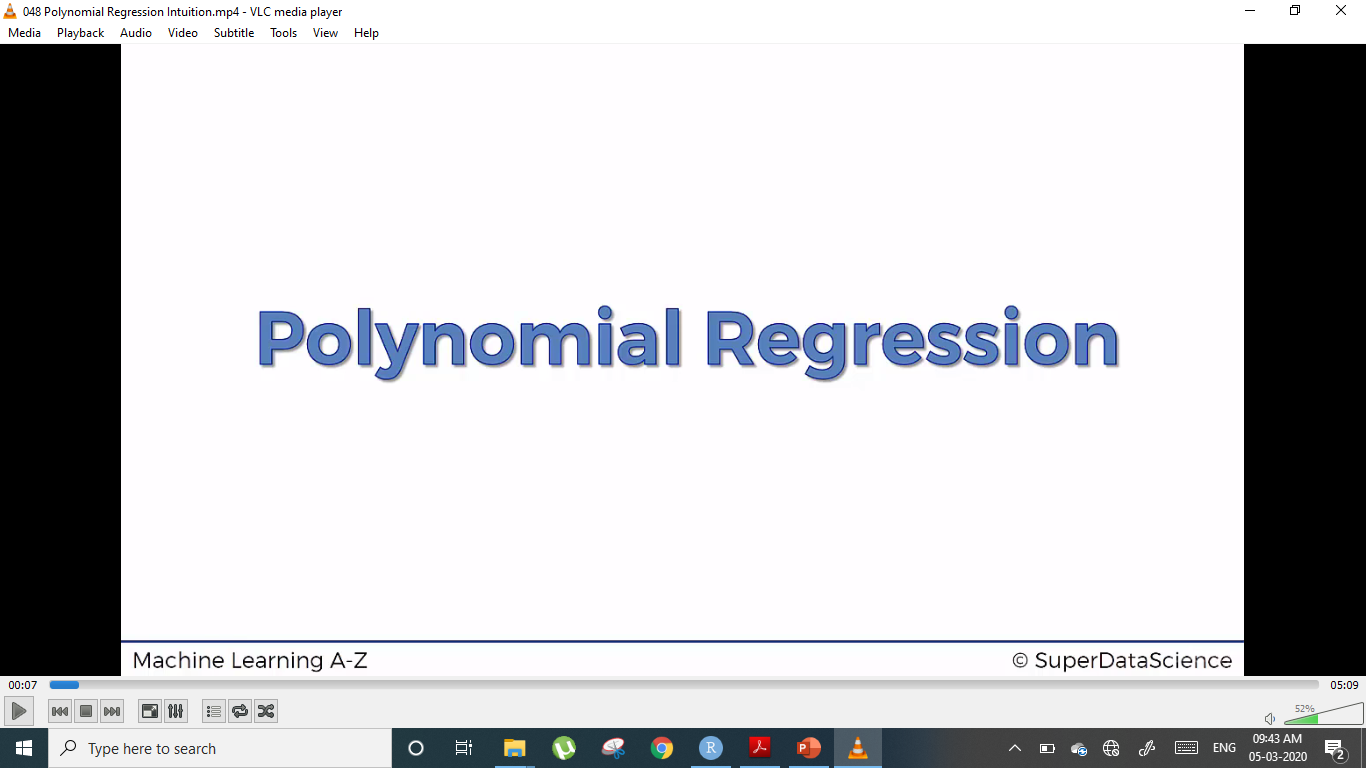 048 Polynomial Regression Intuition.mp4 - VLC media player
Media Playback Audio Video Subtitle Tools View Help
Polynomial Regression
Machine Learning A-Z
© SuperDataScience
00:07
05:09
52%
Type here to search
R
P
ENG
09:43 AM
05-03-2020
2